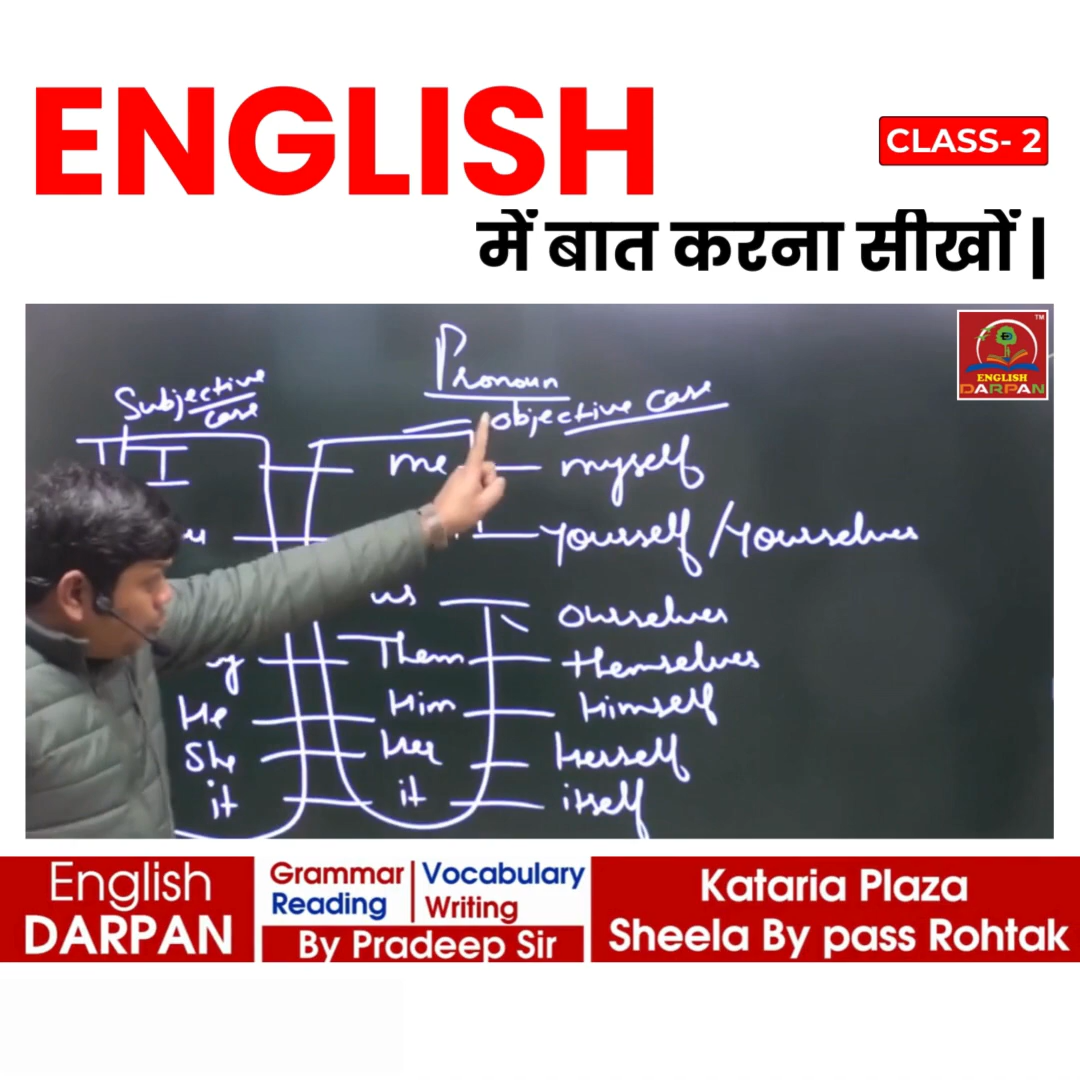 ENGLISH
CLASS- 2
में बात करना सीखों |
TM
ENGLISH
DARPAN
Pronoun
Subjective
case
objective case
I me myself
yourself / Yourselves
us ourselves
Them themselves
He Him Himself
She Her Herself
it it itself
English
DARPAN
Grammar Vocabulary
Reading Writing
By Pradeep Sir
Kataria Plaza
Sheela By pass Rohtak